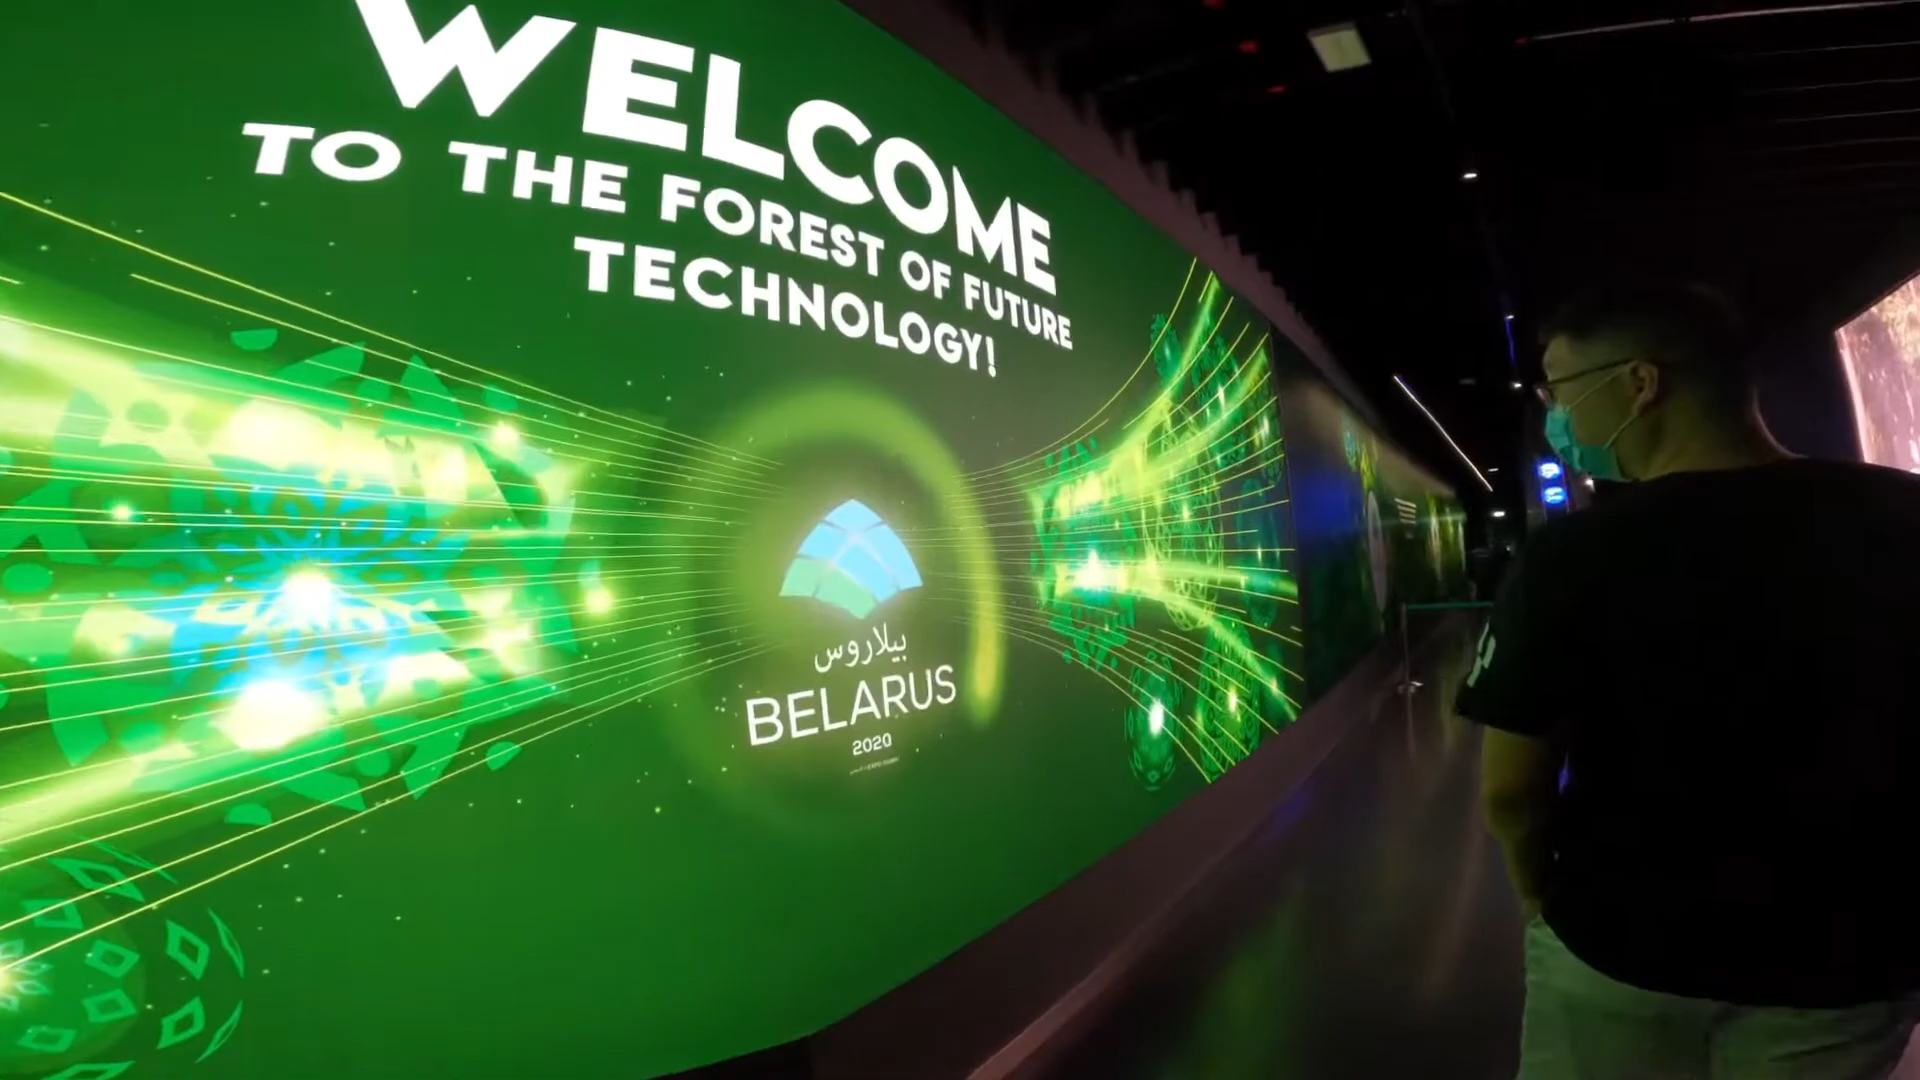 WELCOME
TO THE FOREST OF FUTURE
TECHNOLOGY!
بيلاروس
BELARUS
2020